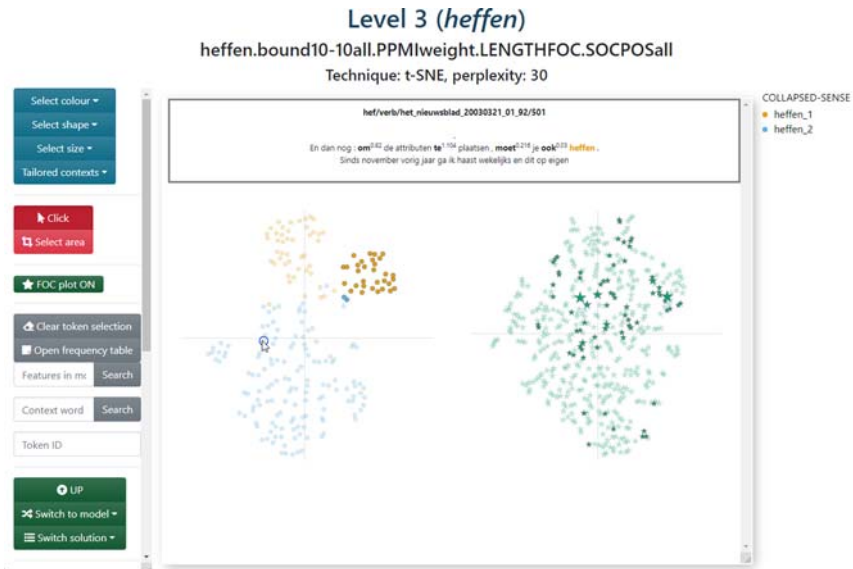 Level 3 (heffen)
heffen.bound10-10all.PPMIweight.LENGTHFOC.SOCPOSall
Technique: t-SNE, perplexity: 30
Select colour
Select shape
Select size
Tailored contexts
Click
Select area
FOC plot ON
Clear token selection
Open frequency table
Features in mo Search
Context word Search
Token ID
UP
Switch to model
Switch solution
hef/verb/het_nieuwsblad_20030321_01_92/S01
.
En dan nog : om0.62 de attributen te1.104 plaatsen , moet0.216 je ook0.03 heffen .
Sinds november vorig jaar ga ik haast wekelijks en dit op eigen
COLLAPSED-SENSE
heffen_1
heffen_2